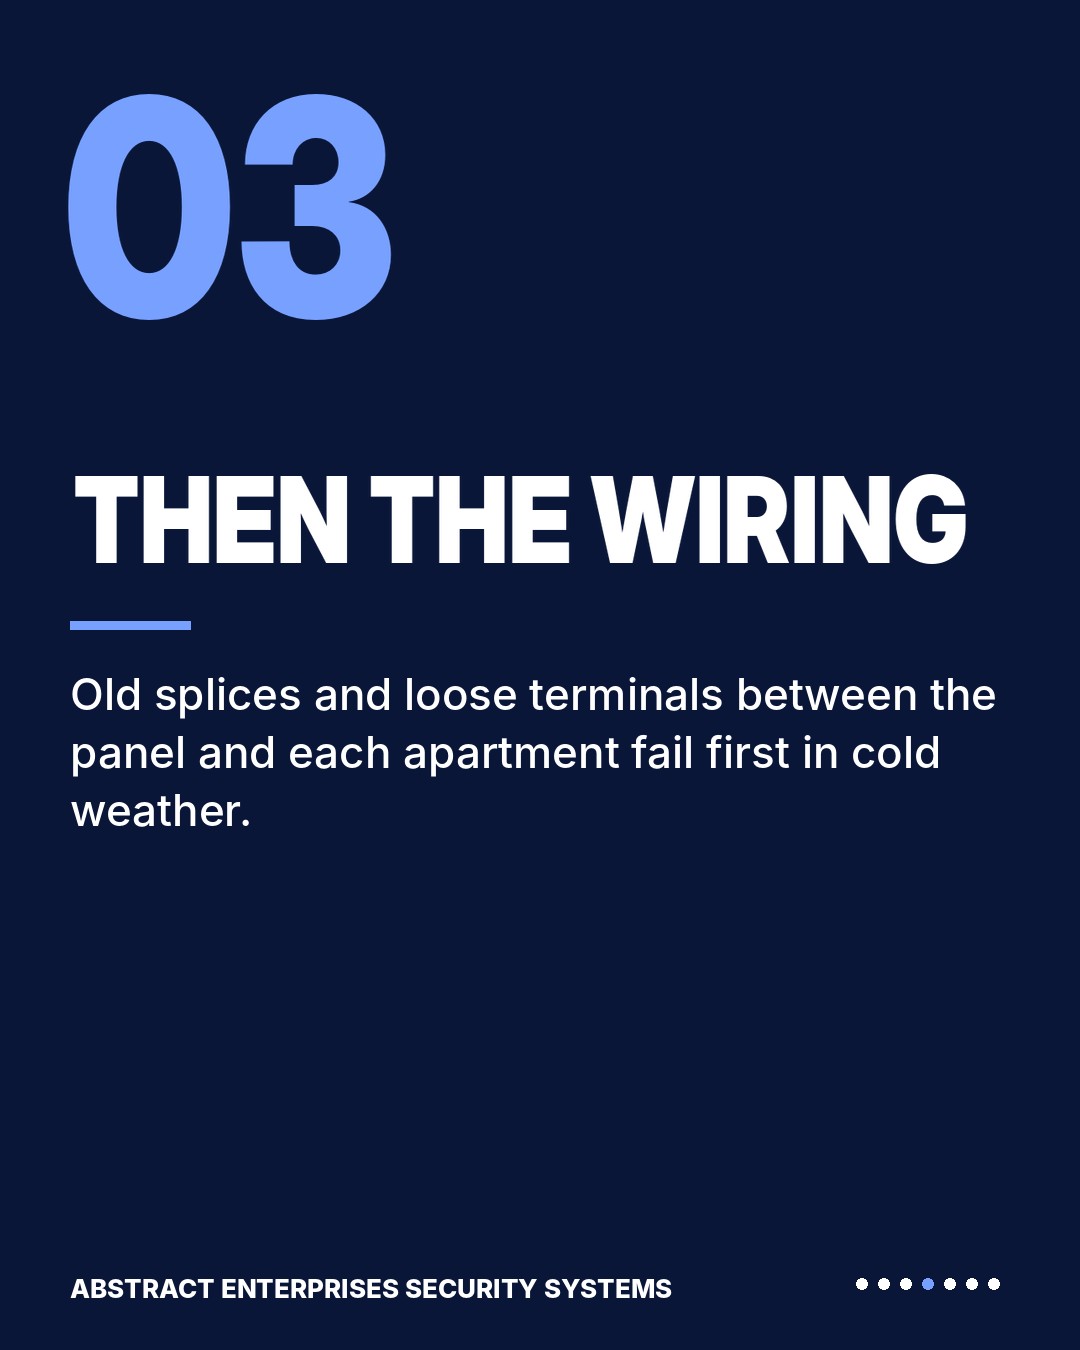 03
THEN THE WIRING
Old splices and loose terminals between the
panel and each apartment fail first in cold
weather.
ABSTRACT ENTERPRISES SECURITY SYSTEMS